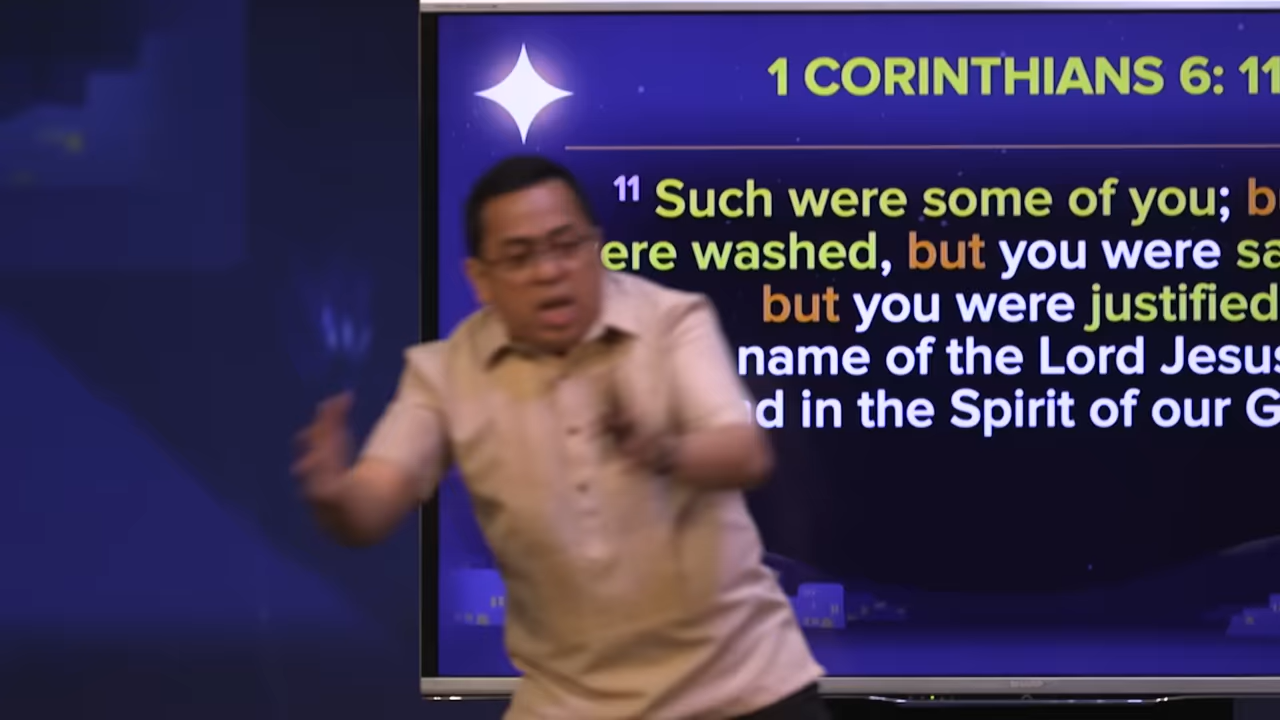 1 CORINTHIANS 6: 11
11 Such were some of you; b
ere washed, but you were sa
but you were justified
name of the Lord Jesus
d in the Spirit of our G